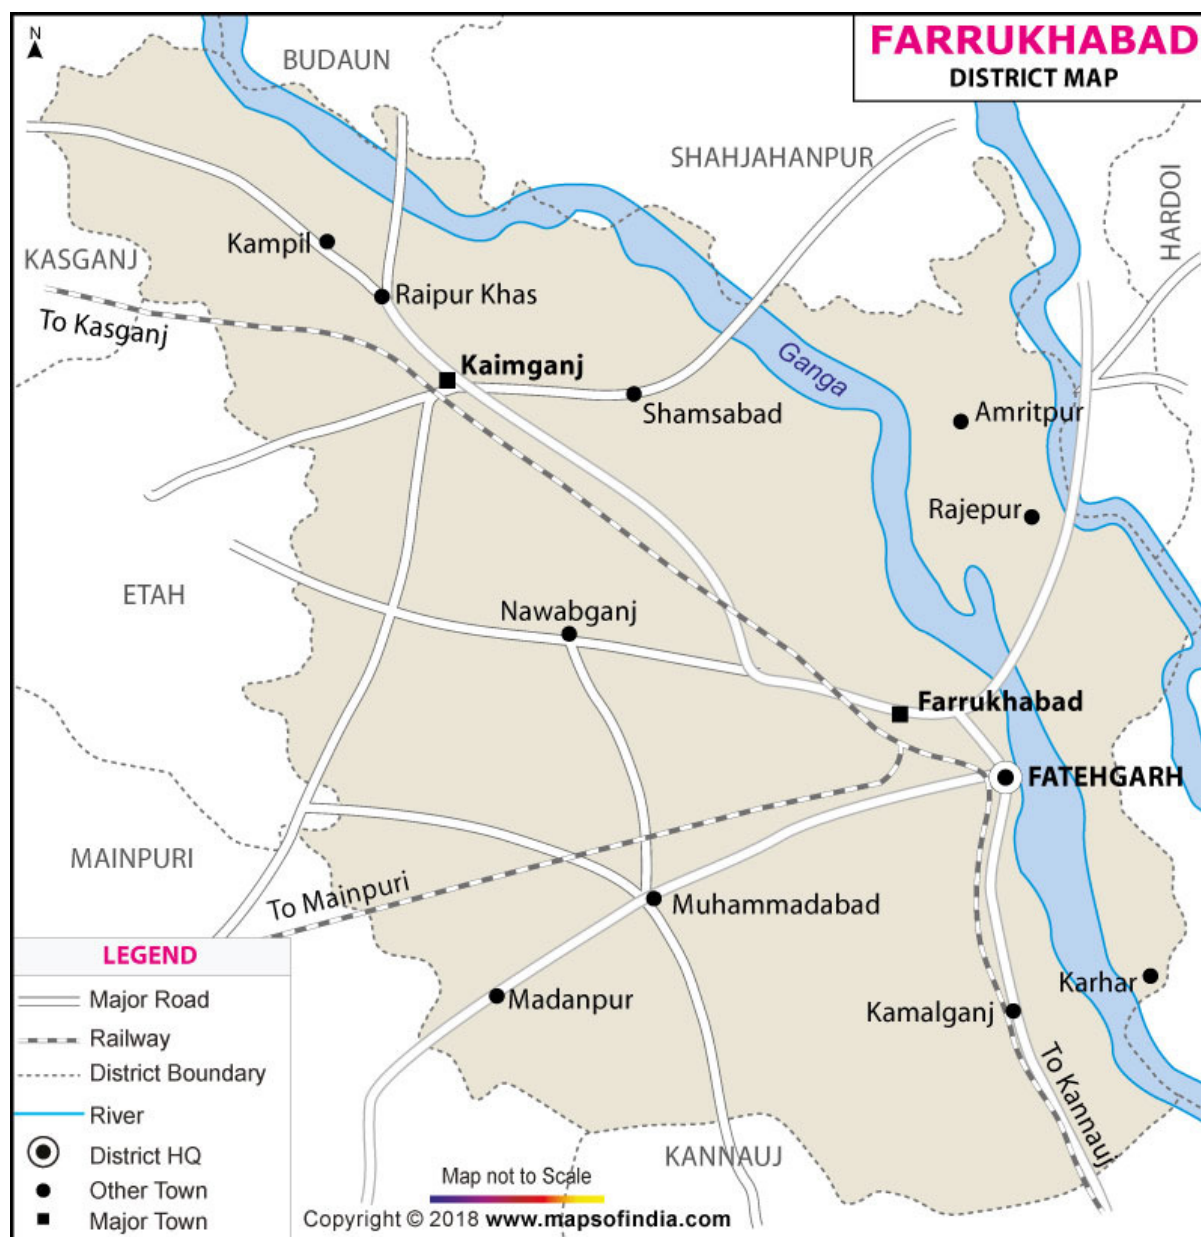 FARRUKHABAD
DISTRICT MAP
N
BUDAUN
SHAHJAHANPUR
HARDOI
KASGANJ
Kampil
Raipur Khas
To Kasganj
Kaimganj
Shamsabad
Ganga
Amritpur
Rajepur
ETAH
Nawabganj
Farrukhabad
FATEHGARH
MAINPURI
To Mainpuri
Muhammadabad
Madanpur
Karhar
Kamalganj
To Kannauj
KANNAUJ
LEGEND
Major Road
Railway
District Boundary
River
District HQ
Other Town
Major Town
Map not to Scale
Copyright © 2018 www.mapsofindia.com